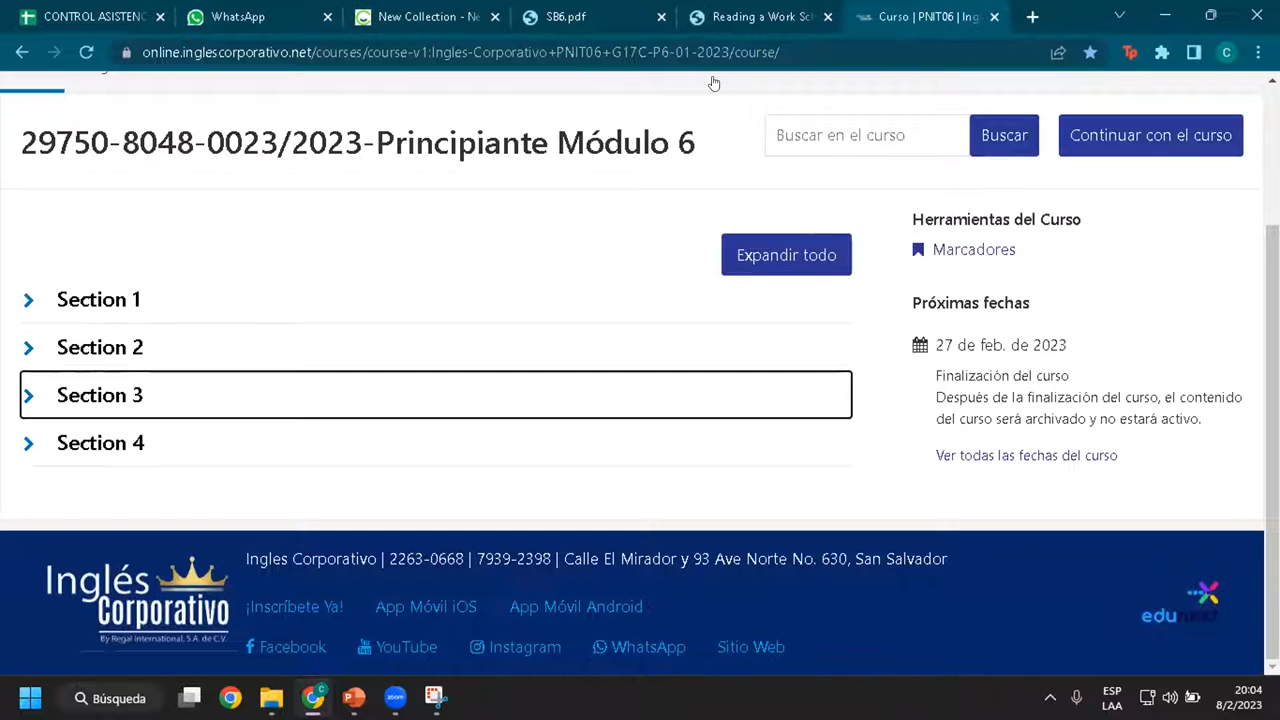 CONTROL ASISTENC
WhatsApp
New Collection - Ne
SB6.pdf
Reading a Work Sch
Curso | PNIT06 | Ing
online.inglescorporativo.net/courses/course-v1:Ingles-Corporativo+PNIT06+G17C-P6-01-2023/course/
Tp
C
29750-8048-0023/2023-Principiante Módulo 6
Buscar en el curso
Buscar
Continuar con el curso
Expandir todo
Section 1
Section 2
Section 3
Section 4
Herramientas del Curso
Marcadores
Próximas fechas
27 de feb. de 2023
Finalización del curso
Después de la finalización del curso, el contenido
del curso será archivado y no estará activo.
Ver todas las fechas del curso
Inglés
Corporativo
By Regal International, S.A. de C.V.
Ingles Corporativo | 2263-0668 | 7939-2398 | Calle El Mirador y 93 Ave Norte No. 630, San Salvador
¡Inscríbete Ya!
App Móvil iOS
App Móvil Android
Facebook
YouTube
Instagram
WhatsApp
Sitio Web
Búsqueda
C
zoom
ESP
LAA
20:04
8/2/2023